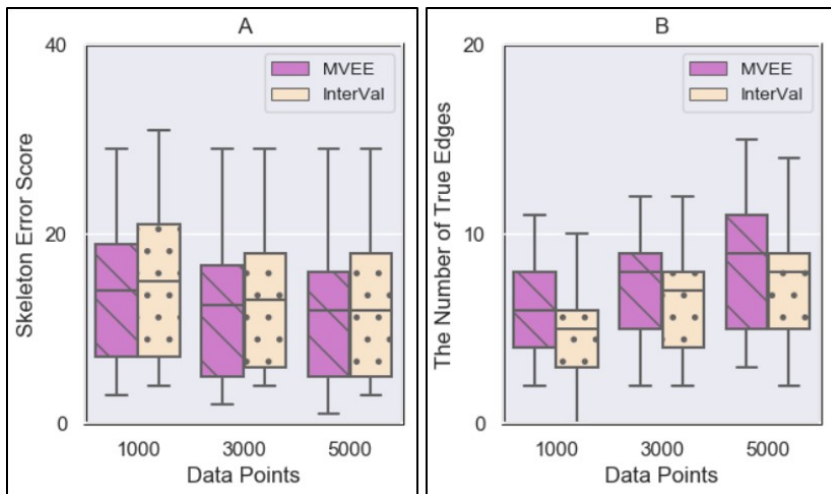 A
40
20
0
Skeleton Error Score
MVEE
InterVal
1000 3000 5000
Data Points
B
20
10
0
The Number of True Edges
MVEE
InterVal
1000 3000 5000
Data Points